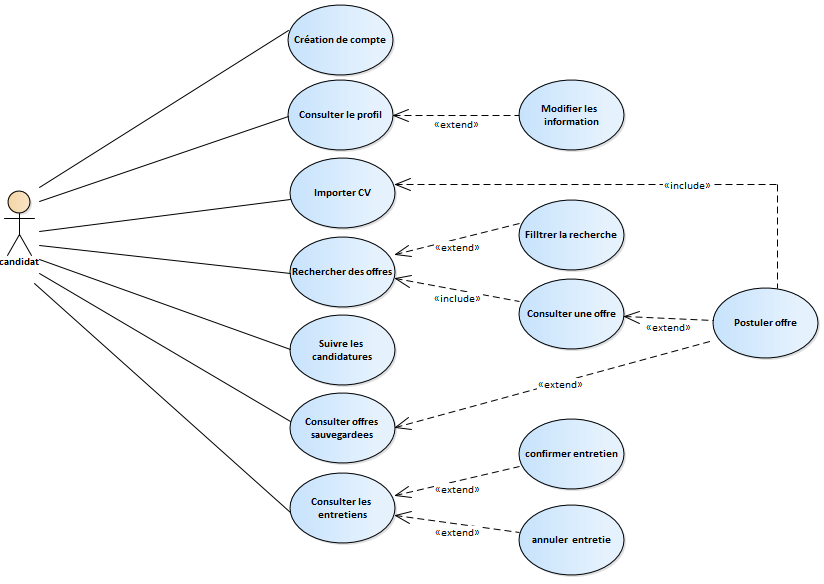 Création de compte
Consulter le profil
«extend»
Modifier les
information
Importer CV
«include»
candidat
Rechercher des offres
«extend»
Filltrer la recherche
«include»
Consulter une offre
«extend»
Postuler offre
Suivre les
candidatures
«extend»
Consulter offres
sauvegardees
confirmer entretien
«extend»
Consulter les
entretiens
«extend»
annuler entretie